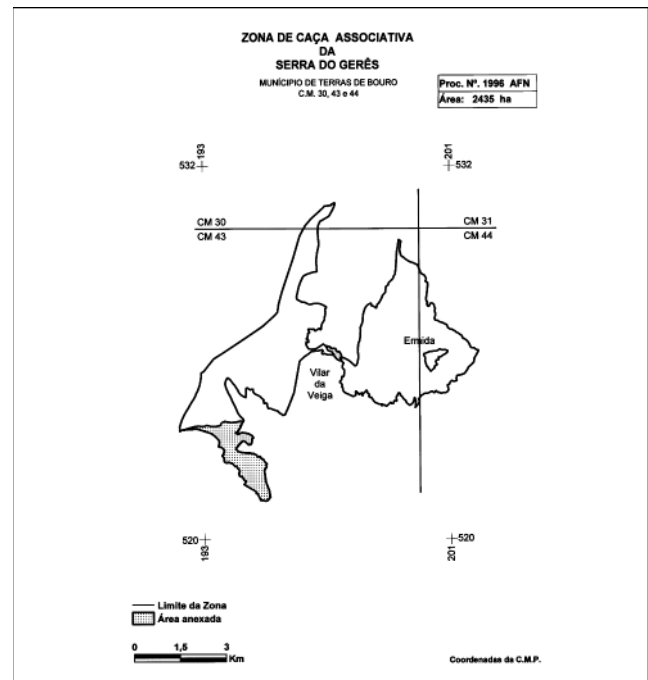 ZONA DE CAÇA ASSOCIATIVA
DA
SERRA DO GERÊS
MUNÍCIPIO DE TERRAS DE BOURO
C.M. 30, 43 e 44
Proc. Nº. 1996 AFN
Área: 2435 ha
193
532
201
532
CM 30
CM 31
CM 43
CM 44
Ermida
Vilar
da
Veiga
520
193
520
201
Limite da Zona
Área anexada
0 1,5 3
Km
Coordenadas da C.M.P.